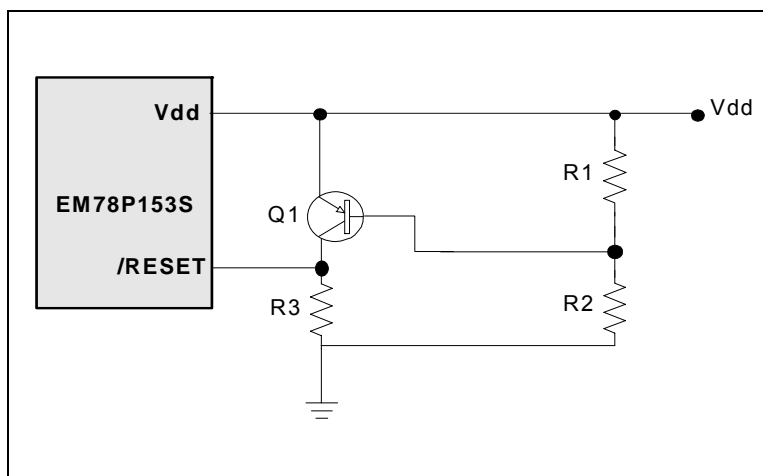 Vdd
Vdd
R1
EM78P153S
Q1
/RESET
R3
R2